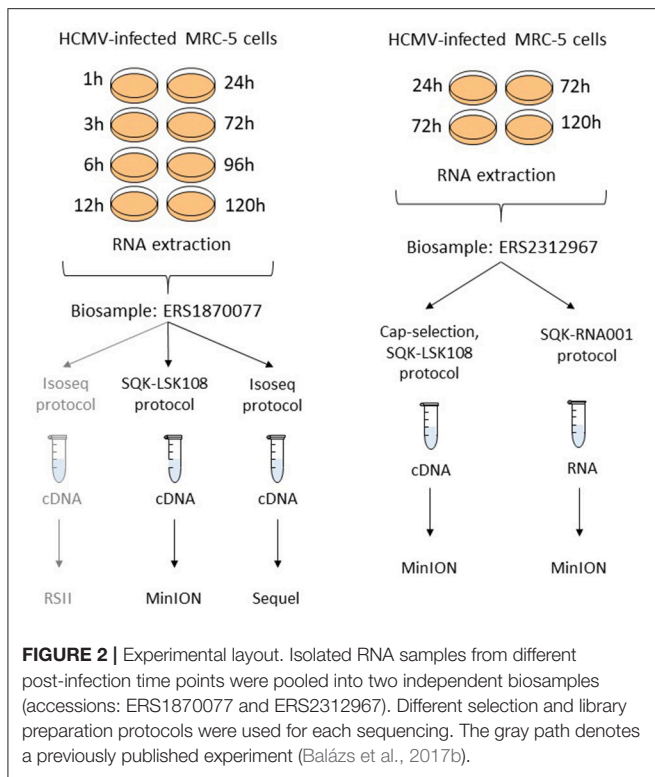 HCMV-infected MRC-5 cells
1h 24h
3h 72h
6h 96h
12h 120h
RNA extraction
Biosample: ERS1870077
Isoseq protocol
cDNA
RSII
SQK-LSK108 protocol
cDNA
MinION
Isoseq protocol
cDNA
Sequel
HCMV-infected MRC-5 cells
24h 72h
72h 120h
RNA extraction
Biosample: ERS2312967
Cap-selection,
SQK-LSK108
protocol
cDNA
MinION
SQK-RNA001
protocol
RNA
MinION
FIGURE 2 | Experimental layout. Isolated RNA samples from different
post-infection time points were pooled into two independent biosamples
(accessions: ERS1870077 and ERS2312967). Different selection and library
preparation protocols were used for each sequencing. The gray path denotes
a previously published experiment (Balázs et al., 2017b).